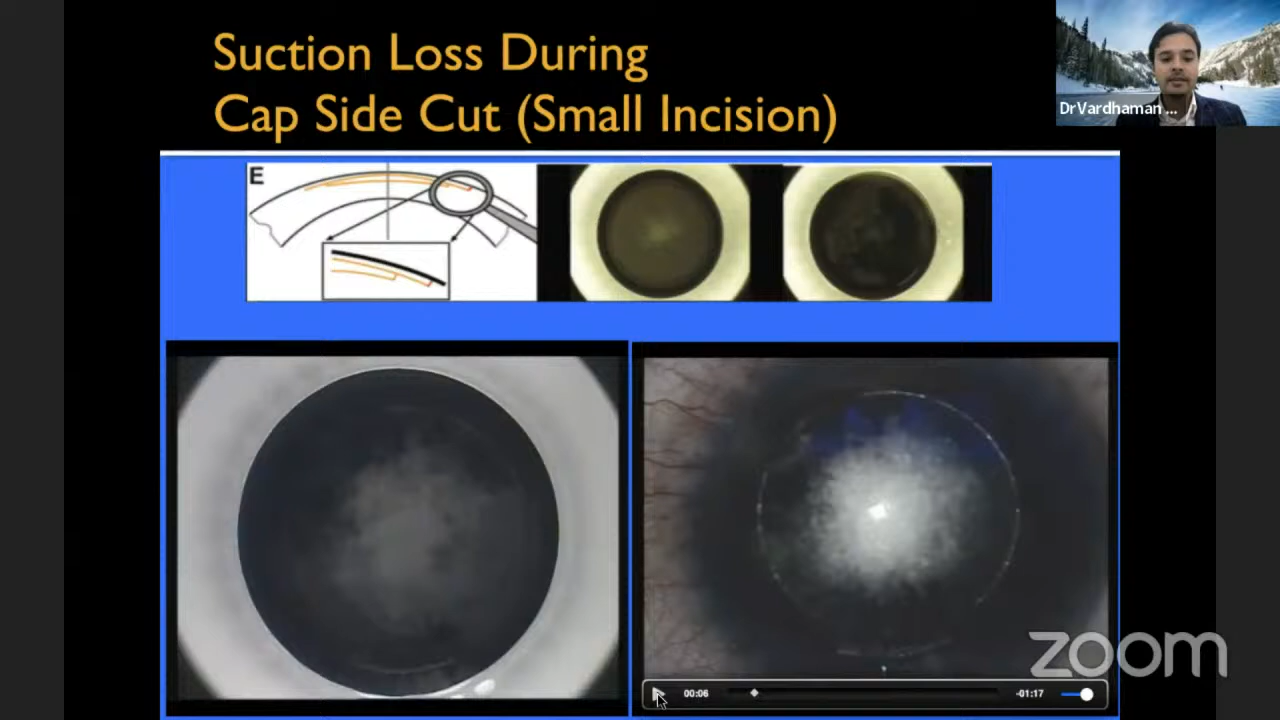 Suction Loss During
Cap Side Cut (Small Incision)
DrVardhaman ...
E
00:06
-01:17
zoom